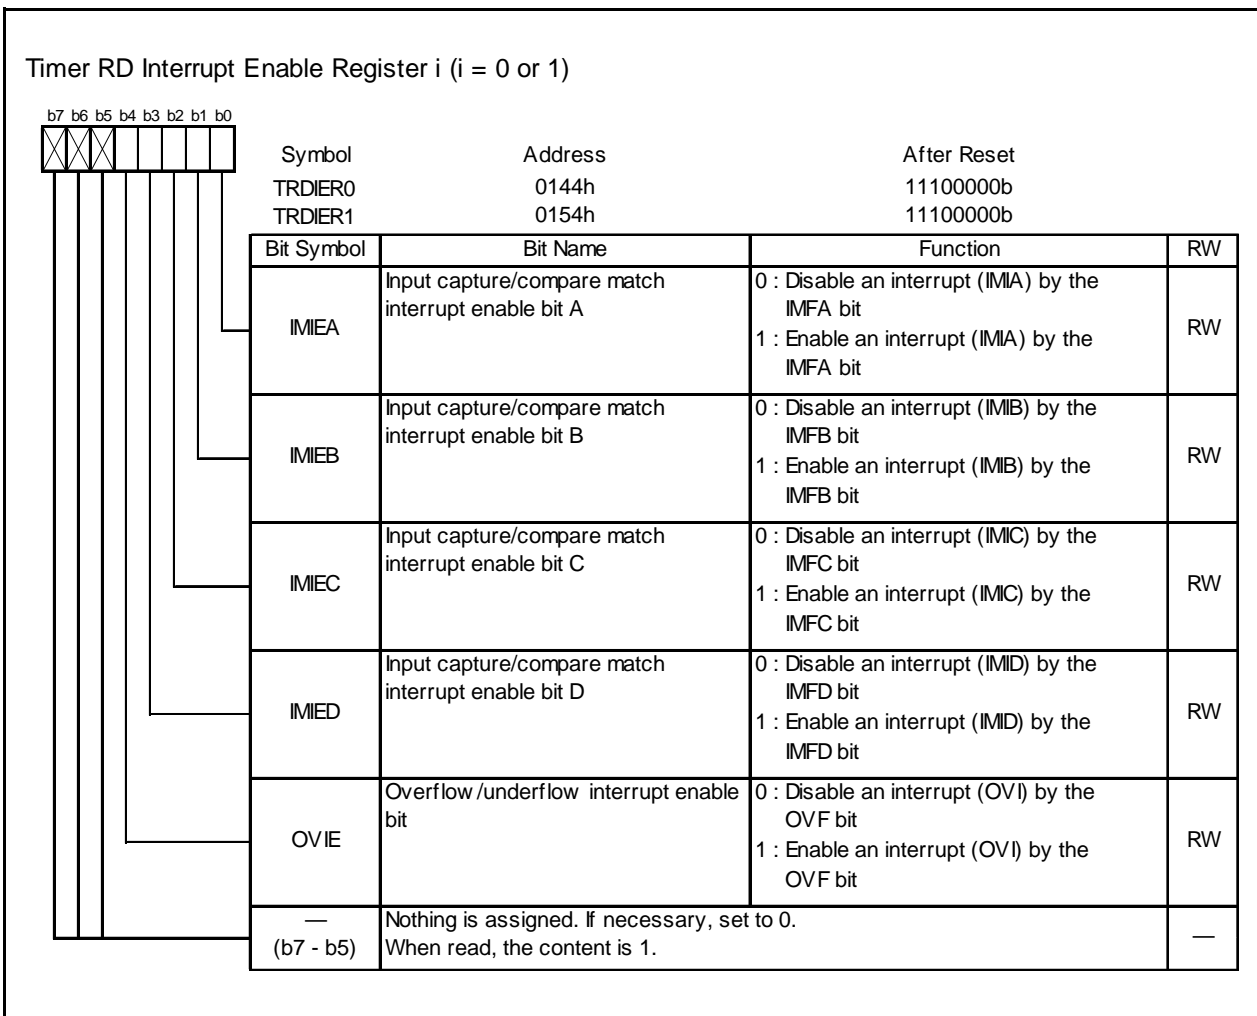 Timer RD Interrupt Enable Register i (i = 0 or 1)
b7 b6 b5 b4 b3 b2 b1 b0
Symbol Address After Reset
TRDIER0 0144h 11100000b
TRDIER1 0154h 11100000b
Bit Symbol Bit Name Function RW
IMIEA
Input capture/compare match
interrupt enable bit A
0 : Disable an interrupt (IMIA) by the
IMFA bit
1 : Enable an interrupt (IMIA) by the
IMFA bit
RW
IMIEB
Input capture/compare match
interrupt enable bit B
0 : Disable an interrupt (IMIB) by the
IMFB bit
1 : Enable an interrupt (IMIB) by the
IMFB bit
RW
IMIEC
Input capture/compare match
interrupt enable bit C
0 : Disable an interrupt (IMIC) by the
IMFC bit
1 : Enable an interrupt (IMIC) by the
IMFC bit
RW
IMIED
Input capture/compare match
interrupt enable bit D
0 : Disable an interrupt (IMID) by the
IMFD bit
1 : Enable an interrupt (IMID) by the
IMFD bit
RW
OVIE
Overflow/underflow interrupt enable
bit
0 : Disable an interrupt (OVI) by the
OVF bit
1 : Enable an interrupt (OVI) by the
OVF bit
RW
—
(b7 - b5)
Nothing is assigned. If necessary, set to 0.
When read, the content is 1.
—